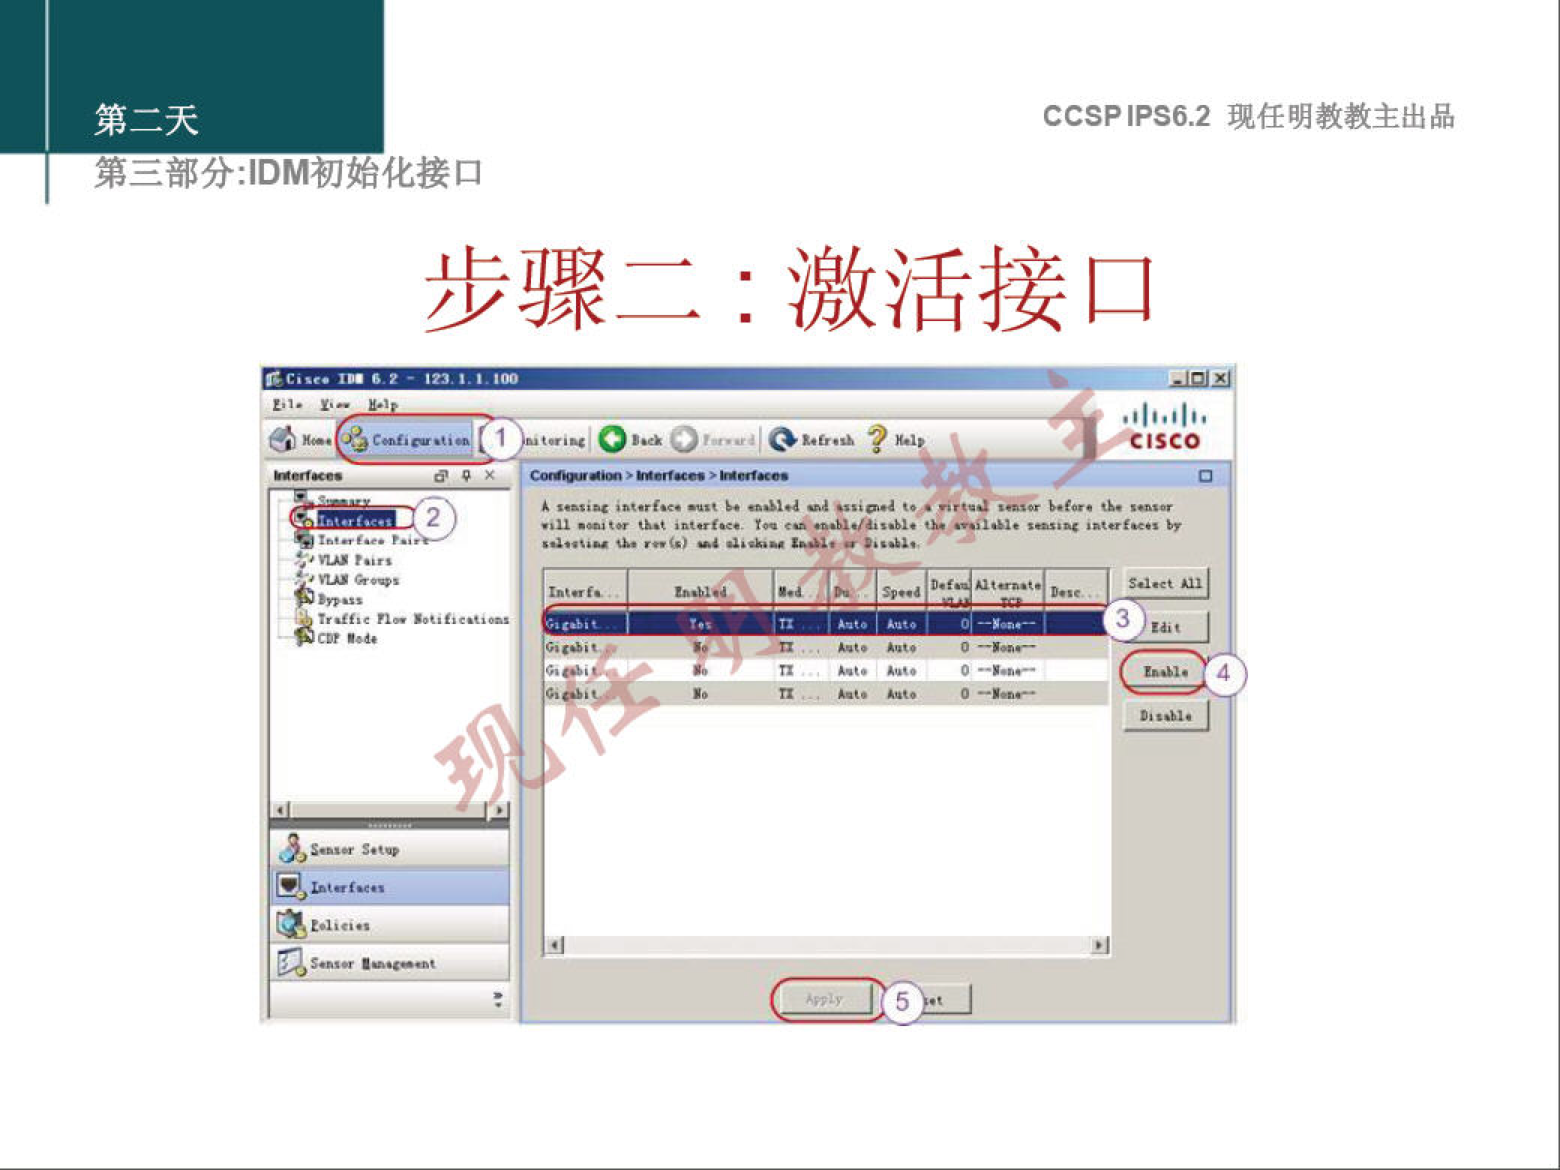 第二天
CCSP IPS6.2 现任明教教主出品
第三部分:IDM初始化接口
步骤二：激活接口
Cisco IDM 6.2 - 123.1.1.100
File View Help
Home Configuration 1 nitoring Back Forward Refresh Help
CISCO
Interfaces
Configuration > Interfaces > Interfaces
Summary
Interfaces 2
Interface Pairs
VLAN Pairs
VLAN Groups
Bypass
Traffic Flow Notifications
CDP Mode
A sensing interface must be enabled and assigned to a virtual sensor before the sensor
will monitor that interface. You can enable/disable the available sensing interfaces by
selecting the row(s) and clicking Enable or Disable.
Interfa... Enabled Med... Du... Speed Defau VLAN Alternate TCP Desc...
Gigabit... Yes TX ... Auto Auto 0 --None-- 3
Gigabit... No TX ... Auto Auto 0 --None--
Gigabit... No TX ... Auto Auto 0 --None--
Gigabit... No TX ... Auto Auto 0 --None--
Select All
Edit
Enable 4
Disable
Sensor Setup
Interfaces
Policies
Sensor Management
Apply 5 set
现任明教教主